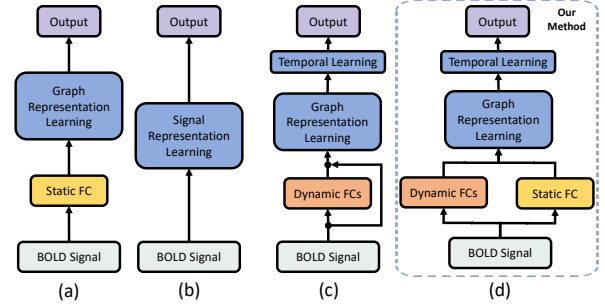 Output
Graph
Representation
Learning
Static FC
BOLD Signal
(a)
Output
Signal
Representation
Learning
BOLD Signal
(b)
Output
Temporal Learning
Graph
Representation
Learning
Dynamic FCs
BOLD Signal
(c)
Our
Method
Output
Temporal Learning
Graph
Representation
Learning
Dynamic FCs
Static FC
BOLD Signal
(d)